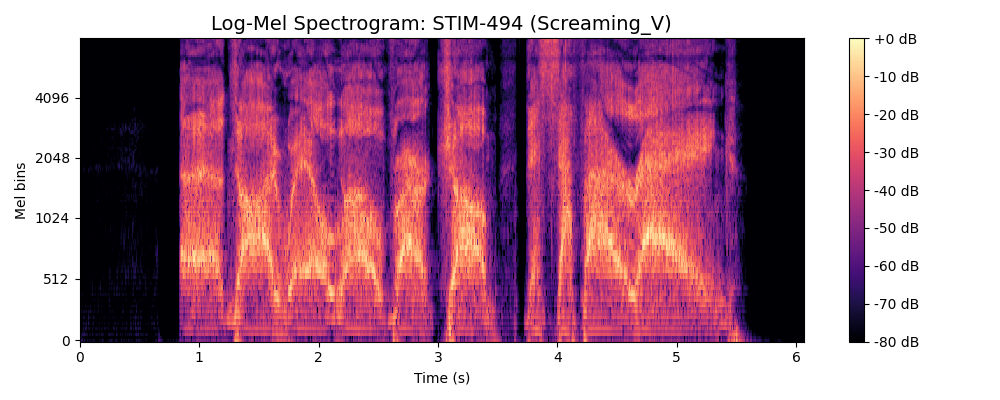 Log-Mel Spectrogram: STIM-494 (Screaming_V)
Mel bins
4096
2048
1024
512
0
0 1 2 3 4 5 6
Time (s)
+0 dB
-10 dB
-20 dB
-30 dB
-40 dB
-50 dB
-60 dB
-70 dB
-80 dB